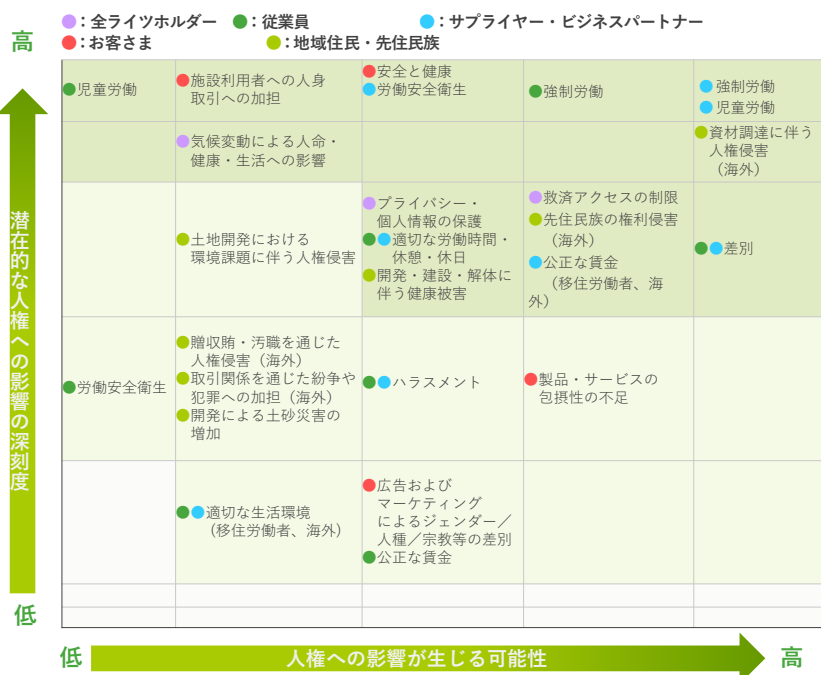 ●：全ライツホルダー ●：従業員 ●：サプライヤー・ビジネスパートナー
●：お客さま ●：地域住民・先住民族
高
潜在的な人権への影響の深刻度
低
●児童労働
●施設利用者への人身
取引への加担
●安全と健康
●労働安全衛生
●強制労働
●強制労働
●児童労働
●気候変動による人命・
健康・生活への影響
●資材調達に伴う
人権侵害
（海外）
●土地開発における
環境課題に伴う人権侵害
●プライバシー・
個人情報の保護
●●適切な労働時間・
休憩・休日
●開発・建設・解体に
伴う健康被害
●救済アクセスの制限
●先住民族の権利侵害
（海外）
●公正な賃金
（移住労働者、海
外）
●●差別
●労働安全衛生
●贈収賄・汚職を通じた
人権侵害（海外）
●取引関係を通じた紛争や
犯罪への加担（海外）
●開発による土砂災害の
増加
●●ハラスメント
●製品・サービスの
包摂性の不足
●●適切な生活環境
（移住労働者、海外）
●広告および
マーケティング
によるジェンダー／
人種／宗教等の差別
●公正な賃金
低
人権への影響が生じる可能性
高